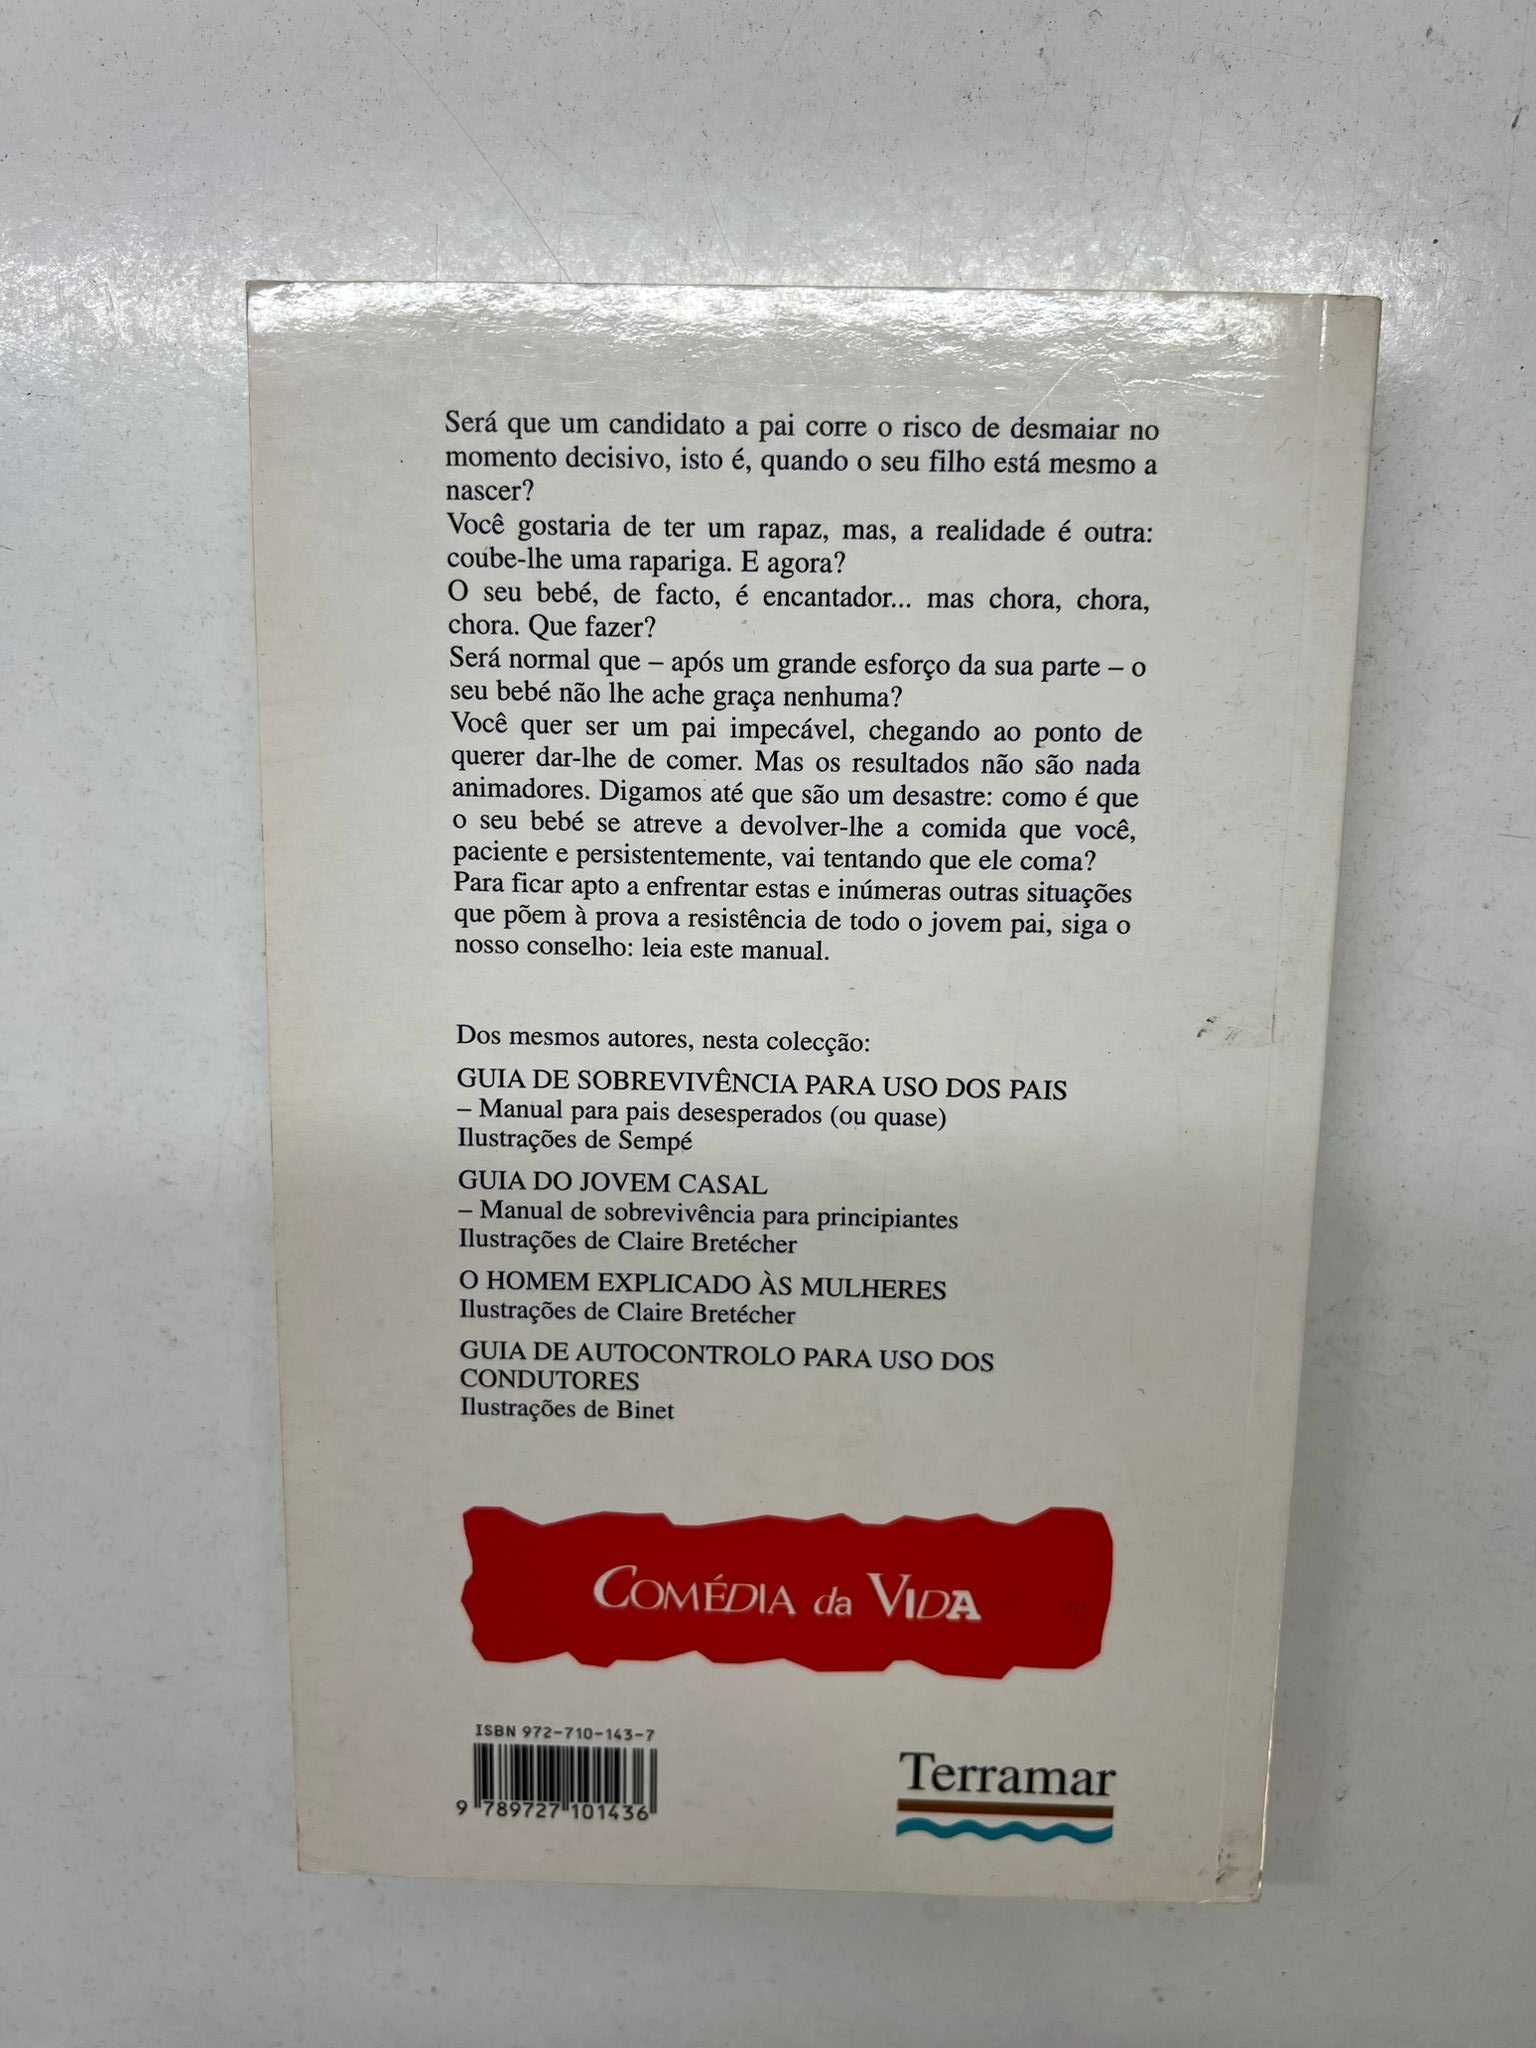 Será que um candidato a pai corre o risco de desmaiar no
momento decisivo, isto é, quando o seu filho está mesmo a
nascer?
Você gostaria de ter um rapaz, mas, a realidade é outra:
coube-lhe uma rapariga. E agora?
O seu bebé, de facto, é encantador... mas chora, chora,
chora. Que fazer?
Será normal que – após um grande esforço da sua parte – o
seu bebé não lhe ache graça nenhuma?
Você quer ser um pai impecável, chegando ao ponto de
querer dar-lhe de comer. Mas os resultados não são nada
animadores. Digamos até que são um desastre: como é que
o seu bebé se atreve a devolver-lhe a comida que você,
paciente e persistentemente, vai tentando que ele coma?
Para ficar apto a enfrentar estas e inúmeras outras situações
que põem à prova a resistência de todo o jovem pai, siga o
nosso conselho: leia este manual.
Dos mesmos autores, nesta colecção:
GUIA DE SOBREVIVÊNCIA PARA USO DOS PAIS
– Manual para pais desesperados (ou quase)
Ilustrações de Sempé
GUIA DO JOVEM CASAL
– Manual de sobrevivência para principiantes
Ilustrações de Claire Bretécher
O HOMEM EXPLICADO ÀS MULHERES
Ilustrações de Claire Bretécher
GUIA DE AUTOCONTROLO PARA USO DOS
CONDUTORES
Ilustrações de Binet
COMÉDIA da VIDA
ISBN 972-710-143-7
9 789727 101436
Terramar